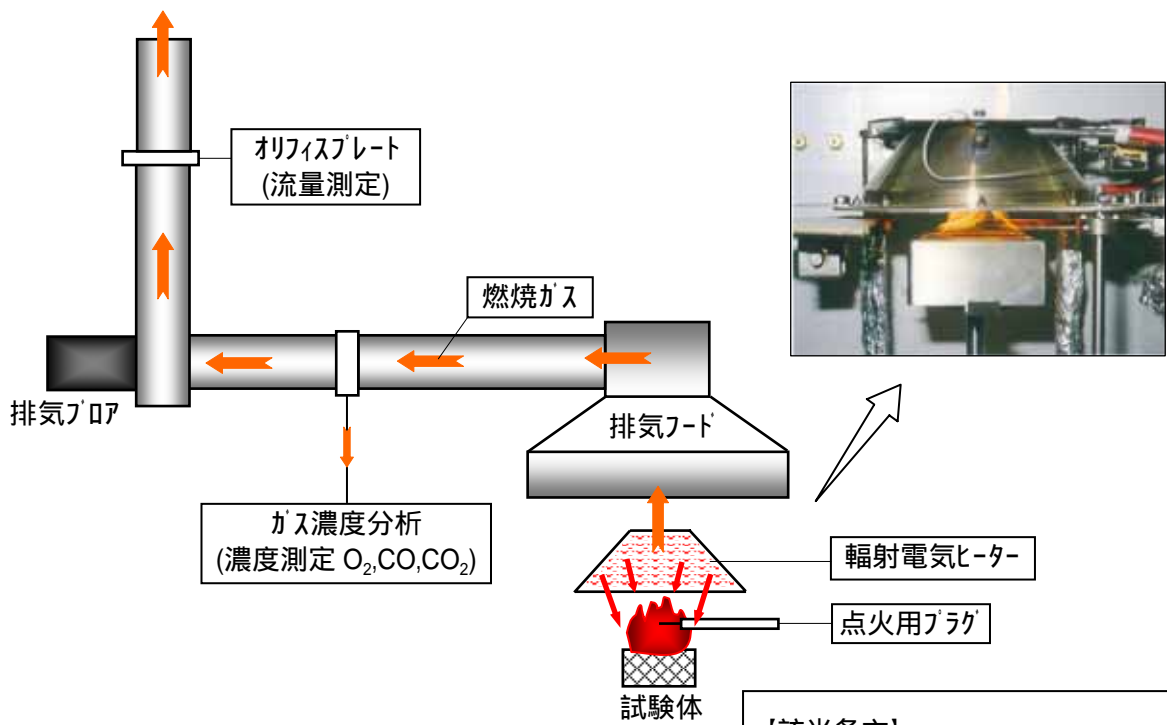 ｵﾘﾌｨｽﾌﾟﾚｰﾄ
(流量測定)
燃焼ｶﾞｽ
排気ﾌﾞﾛｱ
排気ﾌｰﾄﾞ
ｶﾞｽ濃度分析
(濃度測定 O₂,CO,CO₂)
輻射電気ﾋｰﾀｰ
点火用ﾌﾟﾗｸﾞ
試験体